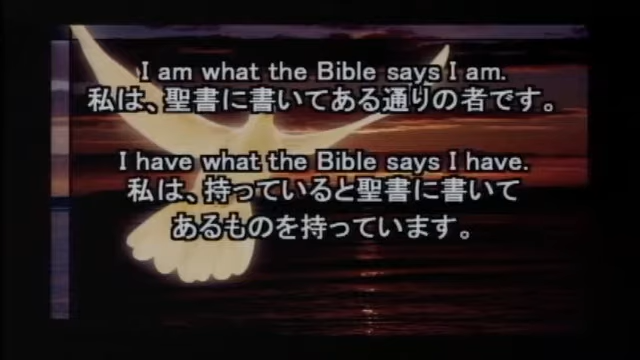 I am what the Bible says I am.
私は、聖書に書いてある通りの者です。
I have what the Bible says I have.
私は、持っていると聖書に書いて
あるものを持っています。